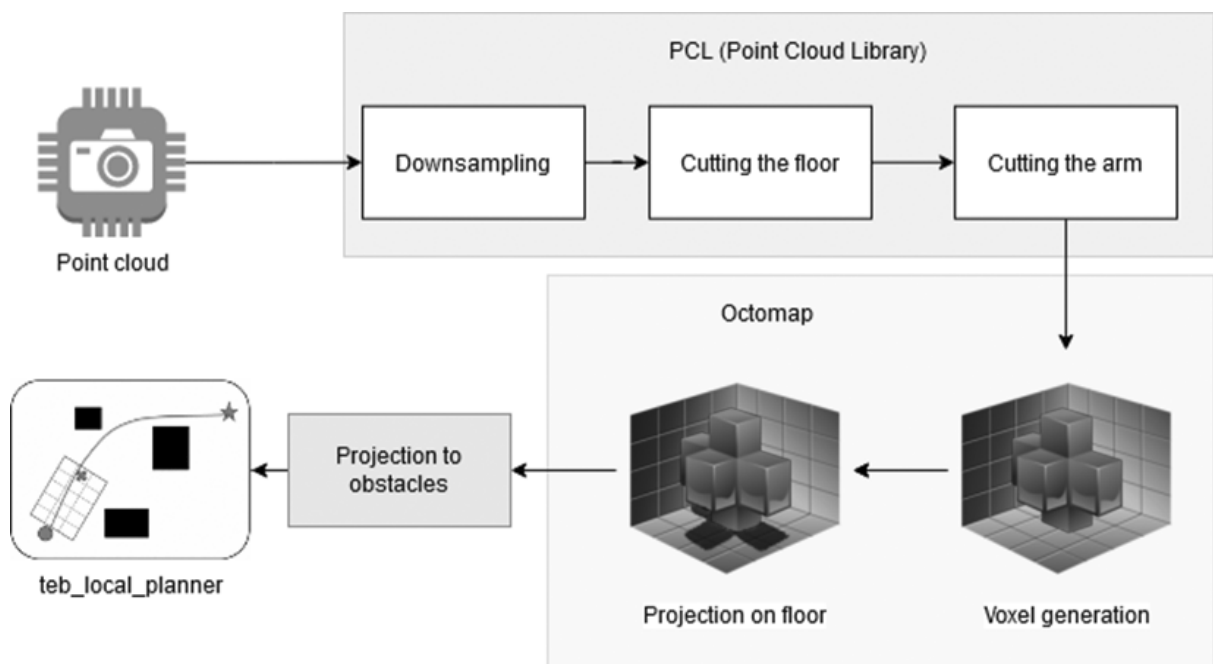 PCL (Point Cloud Library)
Downsampling
Cutting the floor
Cutting the arm
Point cloud
Octomap
Projection to
obstacles
teb_local_planner
Projection on floor
Voxel generation